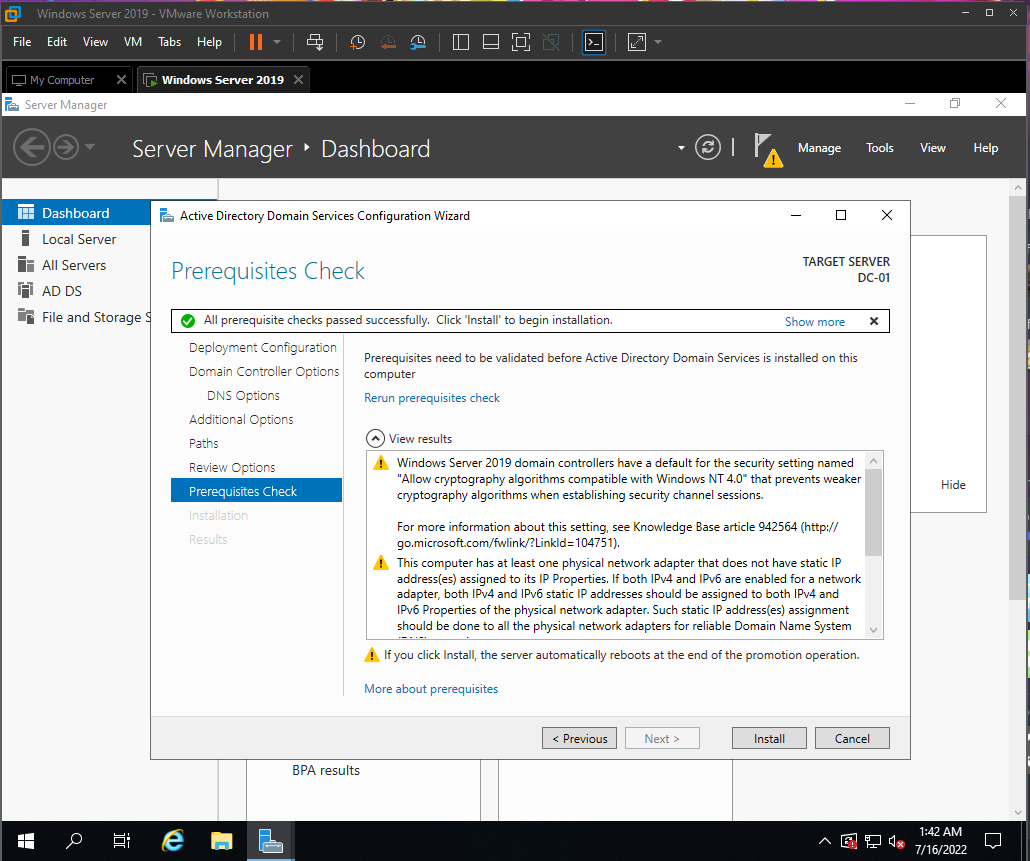 Windows Server 2019 - VMware Workstation
File Edit View VM Tabs Help
My Computer
Windows Server 2019
Server Manager
Server Manager Dashboard
Manage Tools View Help
Dashboard
Local Server
All Servers
AD DS
File and Storage S
Active Directory Domain Services Configuration Wizard
Prerequisites Check
TARGET SERVER
DC-01
All prerequisite checks passed successfully. Click 'Install' to begin installation.
Show more
Deployment Configuration
Domain Controller Options
DNS Options
Additional Options
Paths
Review Options
Prerequisites Check
Installation
Results
Prerequisites need to be validated before Active Directory Domain Services is installed on this
computer
Rerun prerequisites check
View results
Windows Server 2019 domain controllers have a default for the security setting named
"Allow cryptography algorithms compatible with Windows NT 4.0" that prevents weaker
cryptography algorithms when establishing security channel sessions.
For more information about this setting, see Knowledge Base article 942564 (http://
go.microsoft.com/fwlink/?LinkId=104751).
This computer has at least one physical network adapter that does not have static IP
address(es) assigned to its IP Properties. If both IPv4 and IPv6 are enabled for a network
adapter, both IPv4 and IPv6 static IP addresses should be assigned to both IPv4 and
IPv6 Properties of the physical network adapter. Such static IP address(es) assignment
should be done to all the physical network adapters for reliable Domain Name System
If you click Install, the server automatically reboots at the end of the promotion operation.
More about prerequisites
< Previous
Next >
Install
Cancel
Hide
BPA results
1:42 AM
7/16/2022